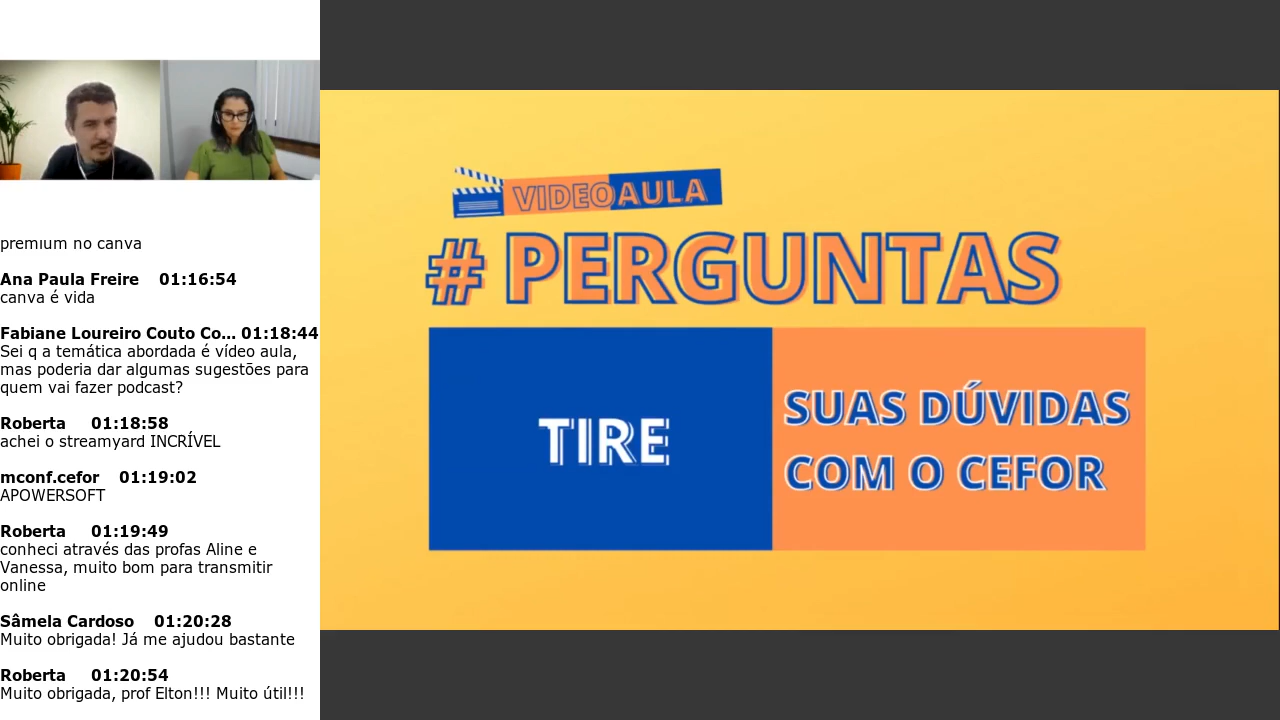 premium no canva
Ana Paula Freire 01:16:54
canva é vida
Fabiane Loureiro Couto Co... 01:18:44
Sei q a temática abordada é vídeo aula,
mas poderia dar algumas sugestões para
quem vai fazer podcast?
Roberta 01:18:58
achei o streamyard INCRÍVEL
mconf.cefor 01:19:02
APOWERSOFT
Roberta 01:19:49
conheci através das profas Aline e
Vanessa, muito bom para transmitir
online
Sâmela Cardoso 01:20:28
Muito obrigada! Já me ajudou bastante
Roberta 01:20:54
Muito obrigada, prof Elton!!! Muito útil!!!
VIDEOAULA
# PERGUNTAS
TIRE
SUAS DÚVIDAS
COM O CEFOR